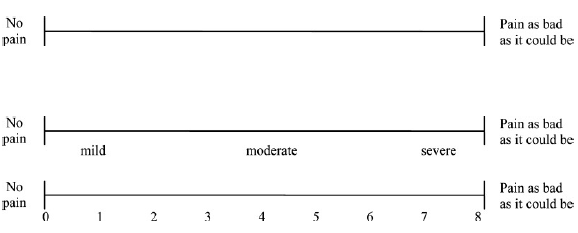 No
pain
Pain as bad
as it could be
No
pain
Pain as bad
as it could be
mild moderate severe
No
pain
Pain as bad
as it could be
0 1 2 3 4 5 6 7 8